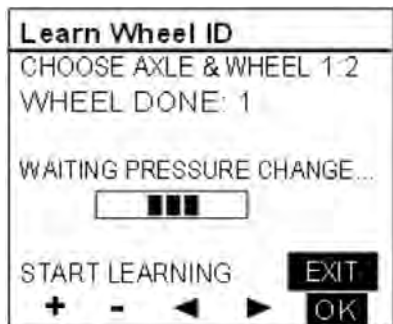 Learn Wheel ID
CHOOSE AXLE & WHEEL 1:2
WHEEL DONE: 1
WAITING PRESSURE CHANGE...
START LEARNING EXIT
+ - ◄ ► OK